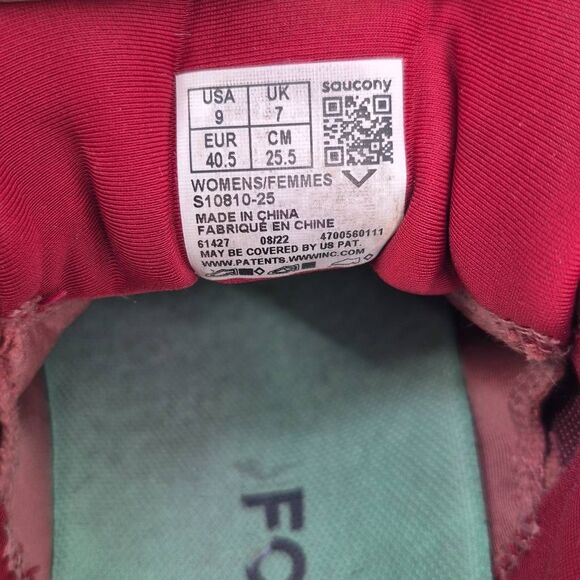 USA UK saucony
9 7
EUR CM
40.5 25.5
WOMENS/FEMMES
S10810-25
MADE IN CHINA
FABRIQUÉ EN CHINE
61427 08/22 4700560111
MAY BE COVERED BY US PAT.
WWW.PATENTS.WWWINC.COM
FO